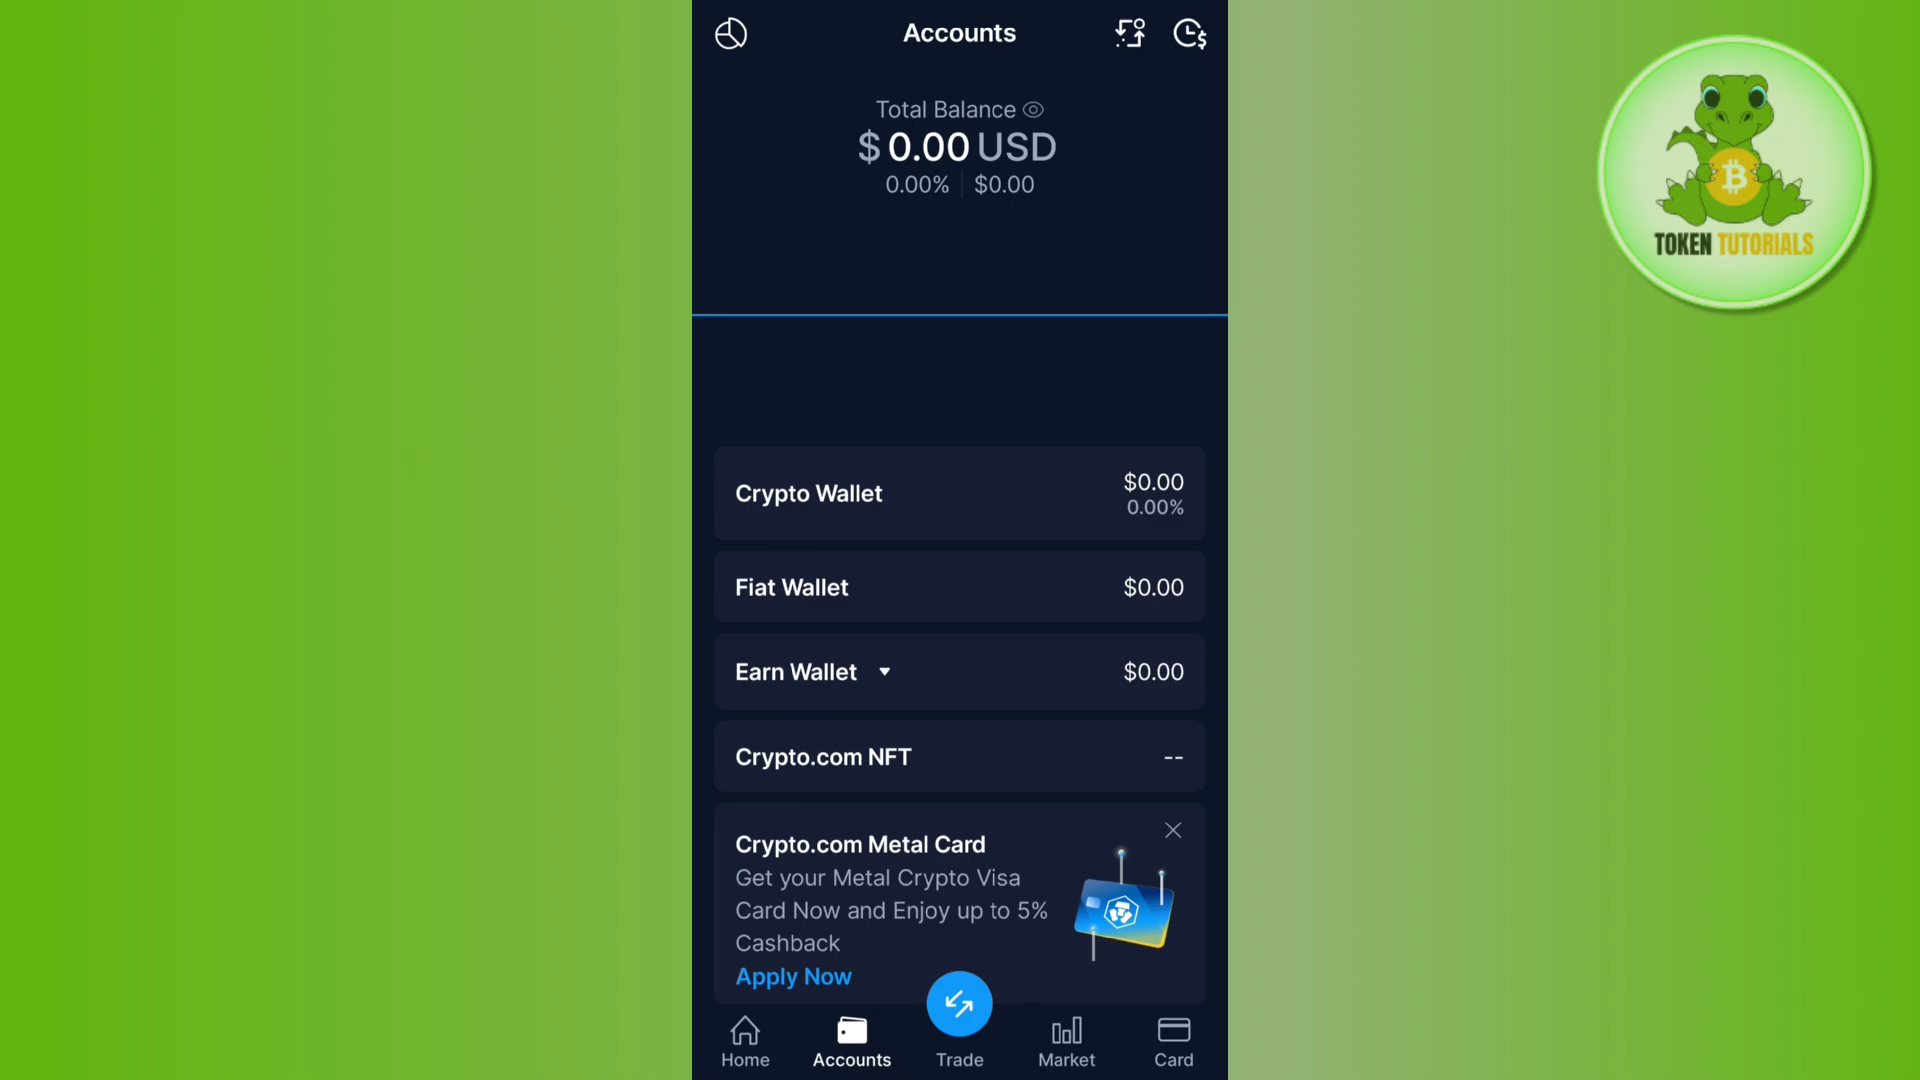 Accounts
Total Balance
$ 0.00 USD
0.00% $0.00
Crypto Wallet $0.00
0.00%
Fiat Wallet $0.00
Earn Wallet $0.00
Crypto.com NFT --
Crypto.com Metal Card
Get your Metal Crypto Visa
Card Now and Enjoy up to 5%
Cashback
Apply Now
Home Accounts Trade Market Card
TOKEN TUTORIALS